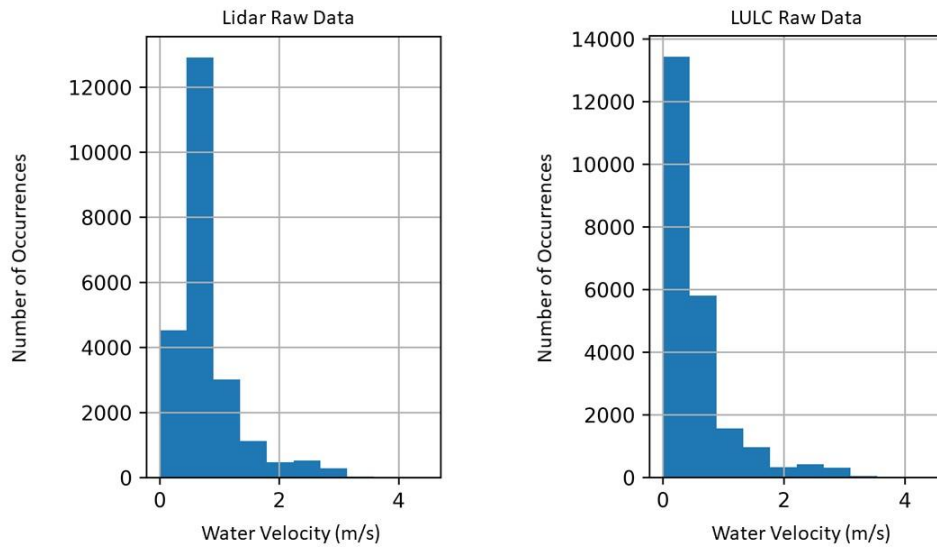 Lidar Raw Data
Number of Occurrences
12000
10000
8000
6000
4000
2000
0
0 2 4
Water Velocity (m/s)
LULC Raw Data
Number of Occurrences
14000
12000
10000
8000
6000
4000
2000
0
0 2 4
Water Velocity (m/s)